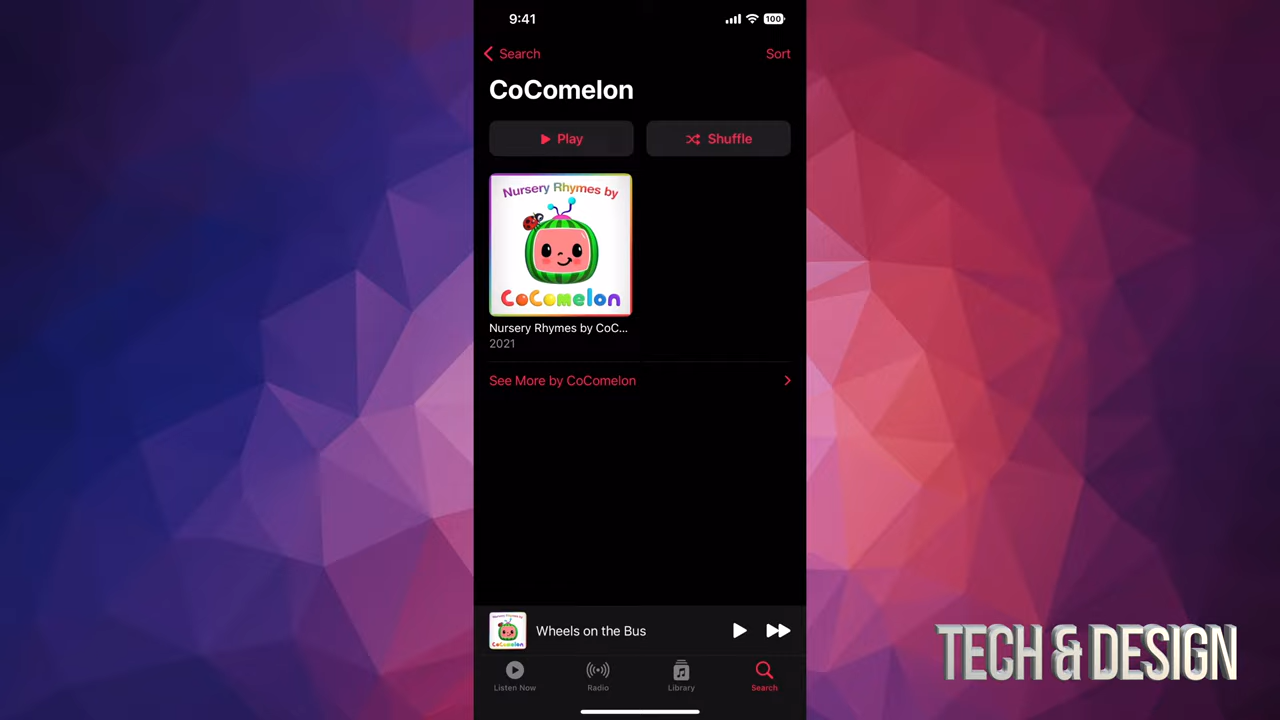 9:41
100
Search
Sort
CoComelon
Play
Shuffle
Nursery Rhymes by
CoComelon
Nursery Rhymes by CoC...
2021
See More by CoComelon
Wheels on the Bus
Listen Now
Radio
Library
Search
TECH & DESIGN